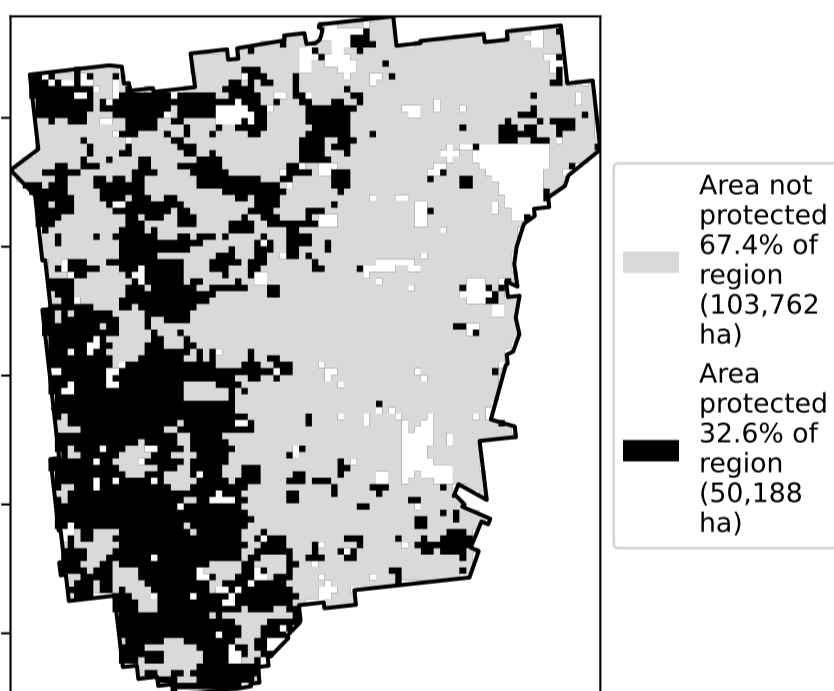 Area not
protected
67.4% of
region
(103,762
ha)
Area
protected
32.6% of
region
(50,188
ha)